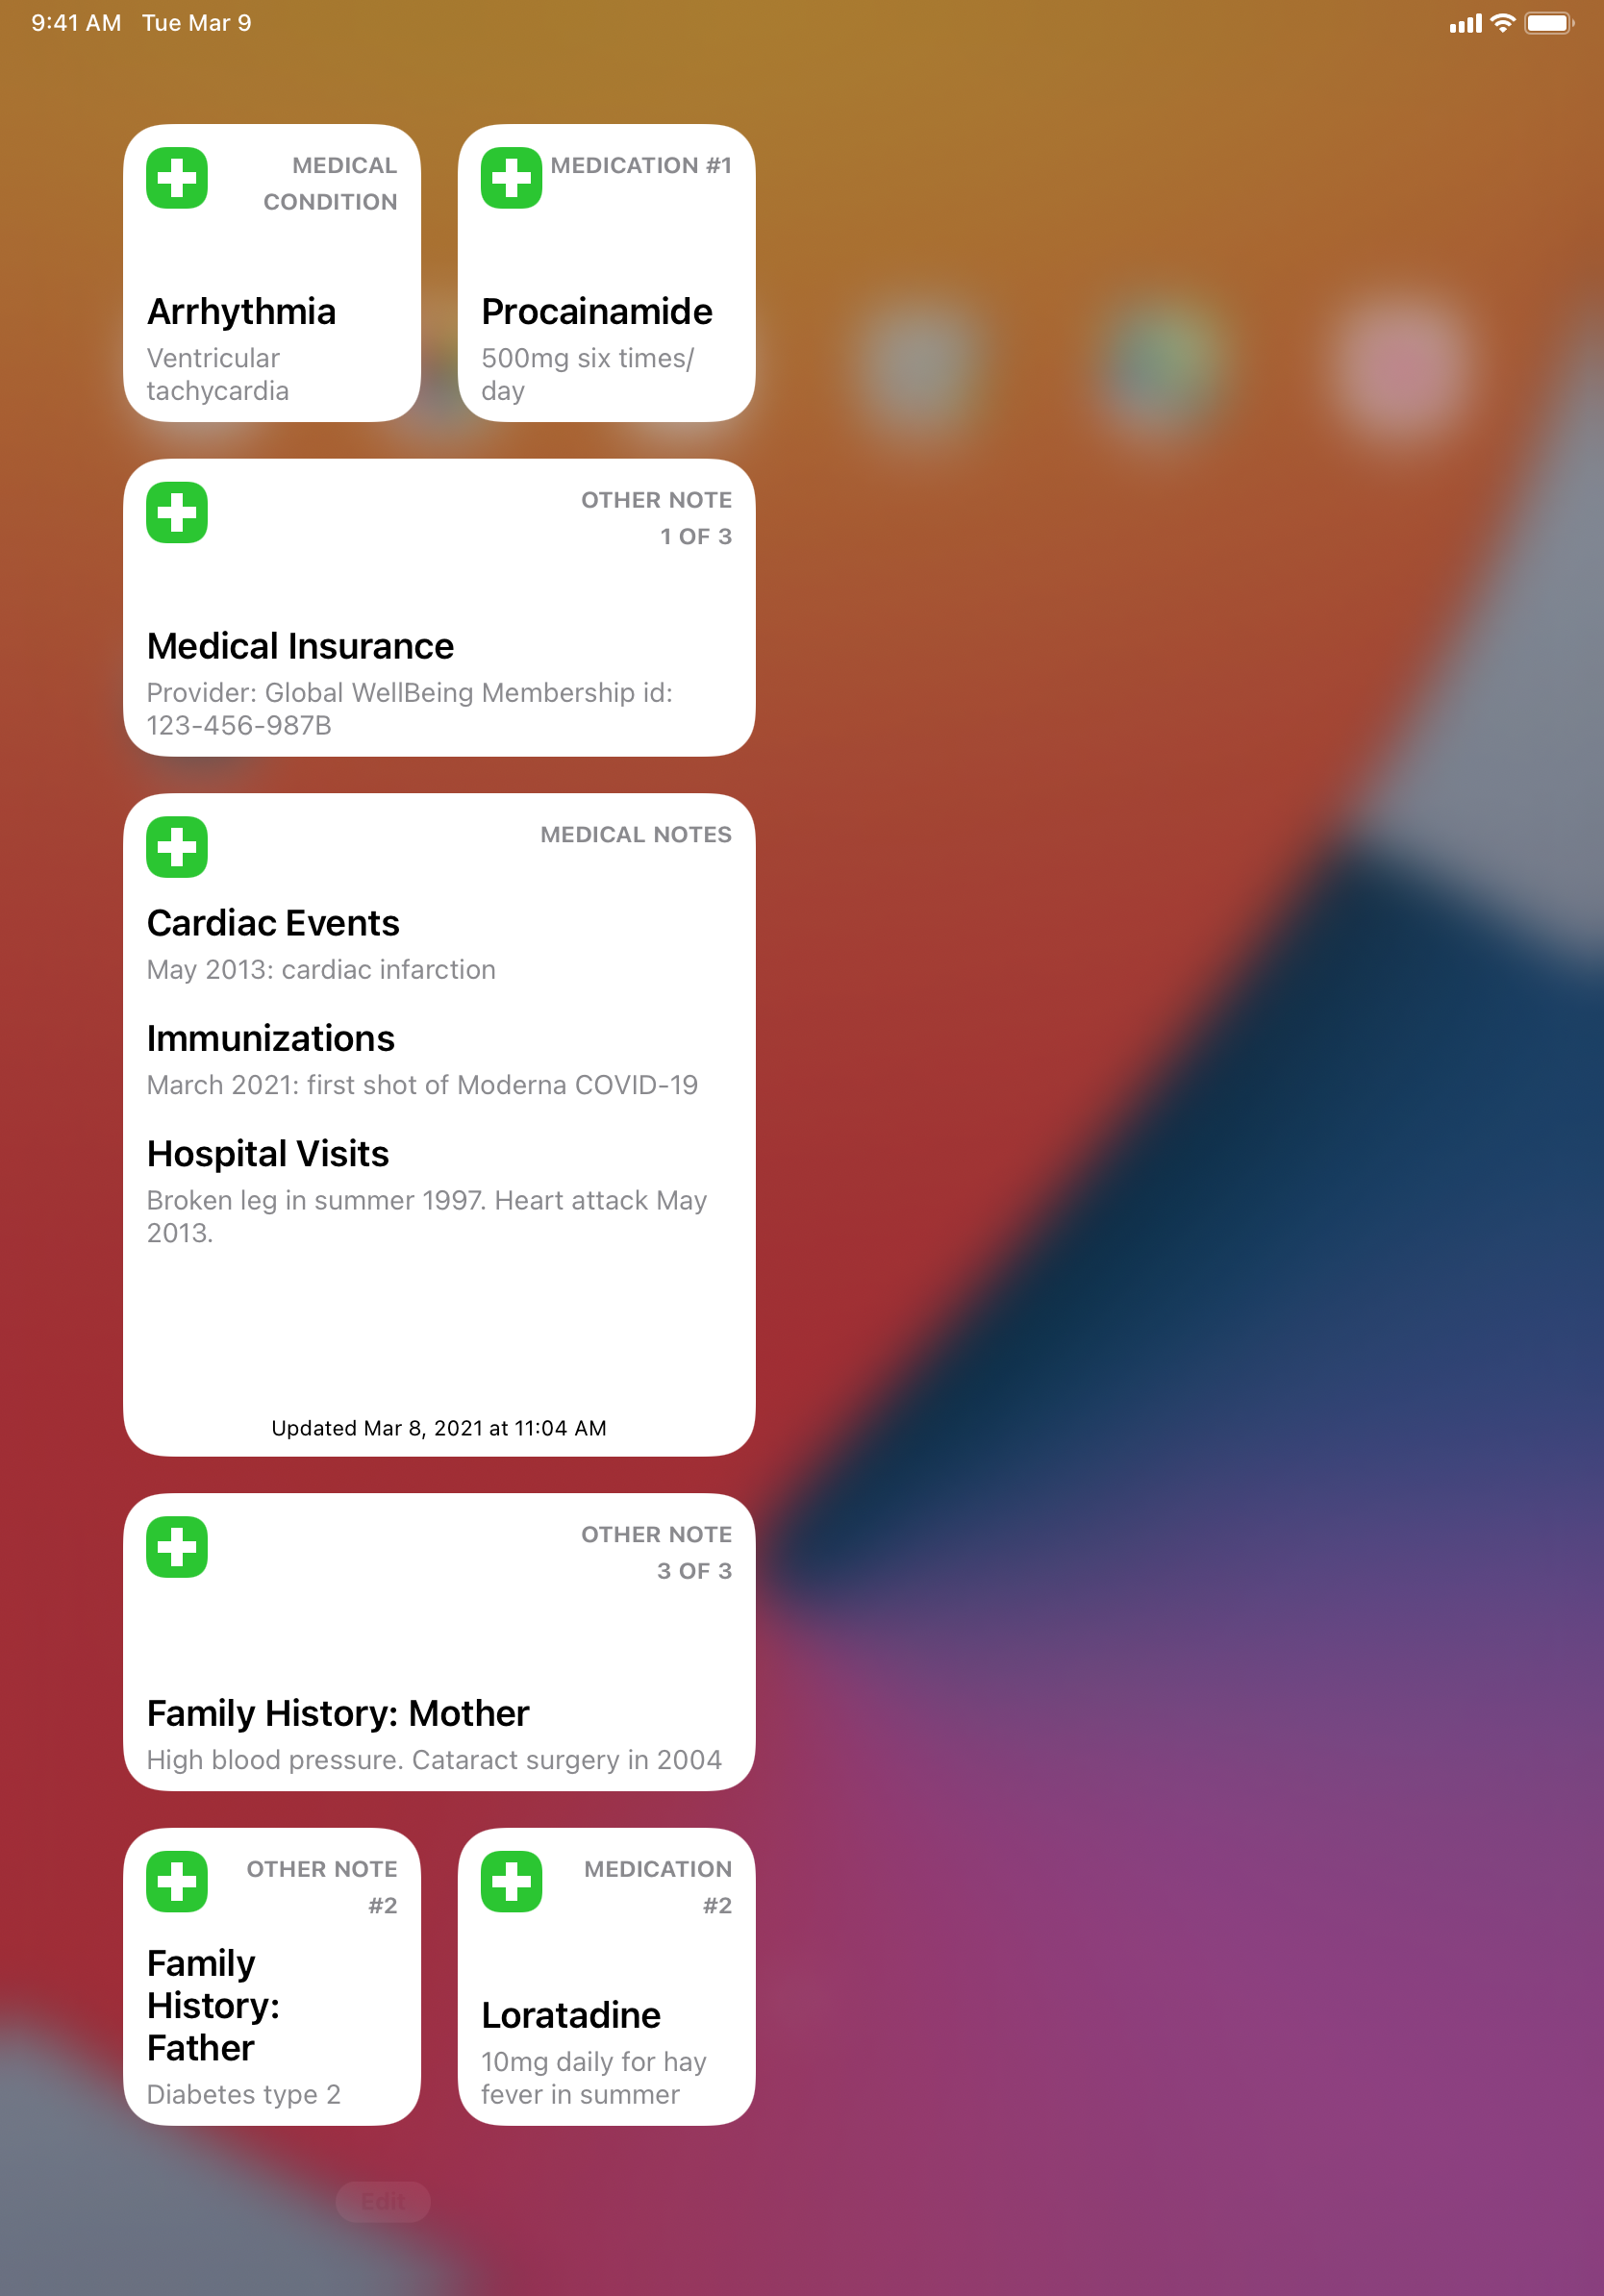 9:41 AM Tue Mar 9
MEDICAL
CONDITION
Arrhythmia
Ventricular
tachycardia
MEDICATION #1
Procainamide
500mg six times/
day
OTHER NOTE
1 OF 3
Medical Insurance
Provider: Global WellBeing Membership id:
123-456-987B
MEDICAL NOTES
Cardiac Events
May 2013: cardiac infarction
Immunizations
March 2021: first shot of Moderna COVID-19
Hospital Visits
Broken leg in summer 1997. Heart attack May
2013.
Updated Mar 8, 2021 at 11:04 AM
OTHER NOTE
3 OF 3
Family History: Mother
High blood pressure. Cataract surgery in 2004
OTHER NOTE
#2
Family
History:
Father
Diabetes type 2
MEDICATION
#2
Loratadine
10mg daily for hay
fever in summer
Edit